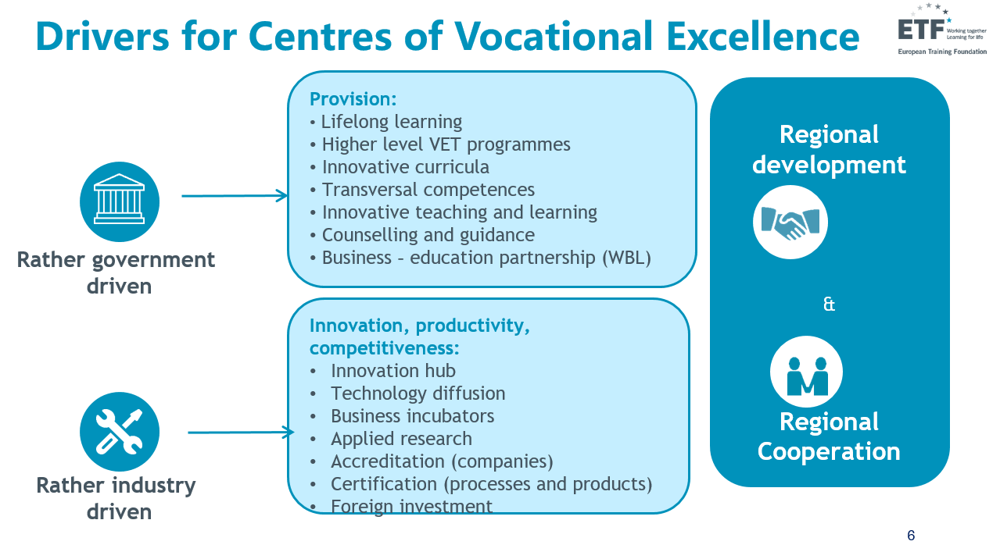 Drivers for Centres of Vocational Excellence
ETF
Working together
Learning for life
European Training Foundation
Rather government
driven
Provision:
• Lifelong learning
• Higher level VET programmes
• Innovative curricula
• Transversal competences
• Innovative teaching and learning
• Counselling and guidance
• Business – education partnership (WBL)
Rather industry
driven
Innovation, productivity,
competitiveness:
• Innovation hub
• Technology diffusion
• Business incubators
• Applied research
• Accreditation (companies)
• Certification (processes and products)
• Foreign investment
Regional
development
&
Regional
Cooperation
6